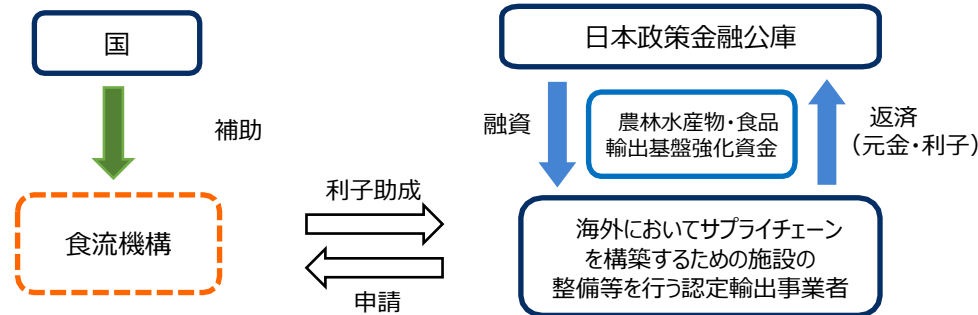 国
日本政策金融公庫
補助
融資
農林水産物・食品
輸出基盤強化資金
返済
（元金・利子）
食流機構
利子助成
申請
海外においてサプライチェーン
を構築するための施設の
整備等を行う認定輸出事業者